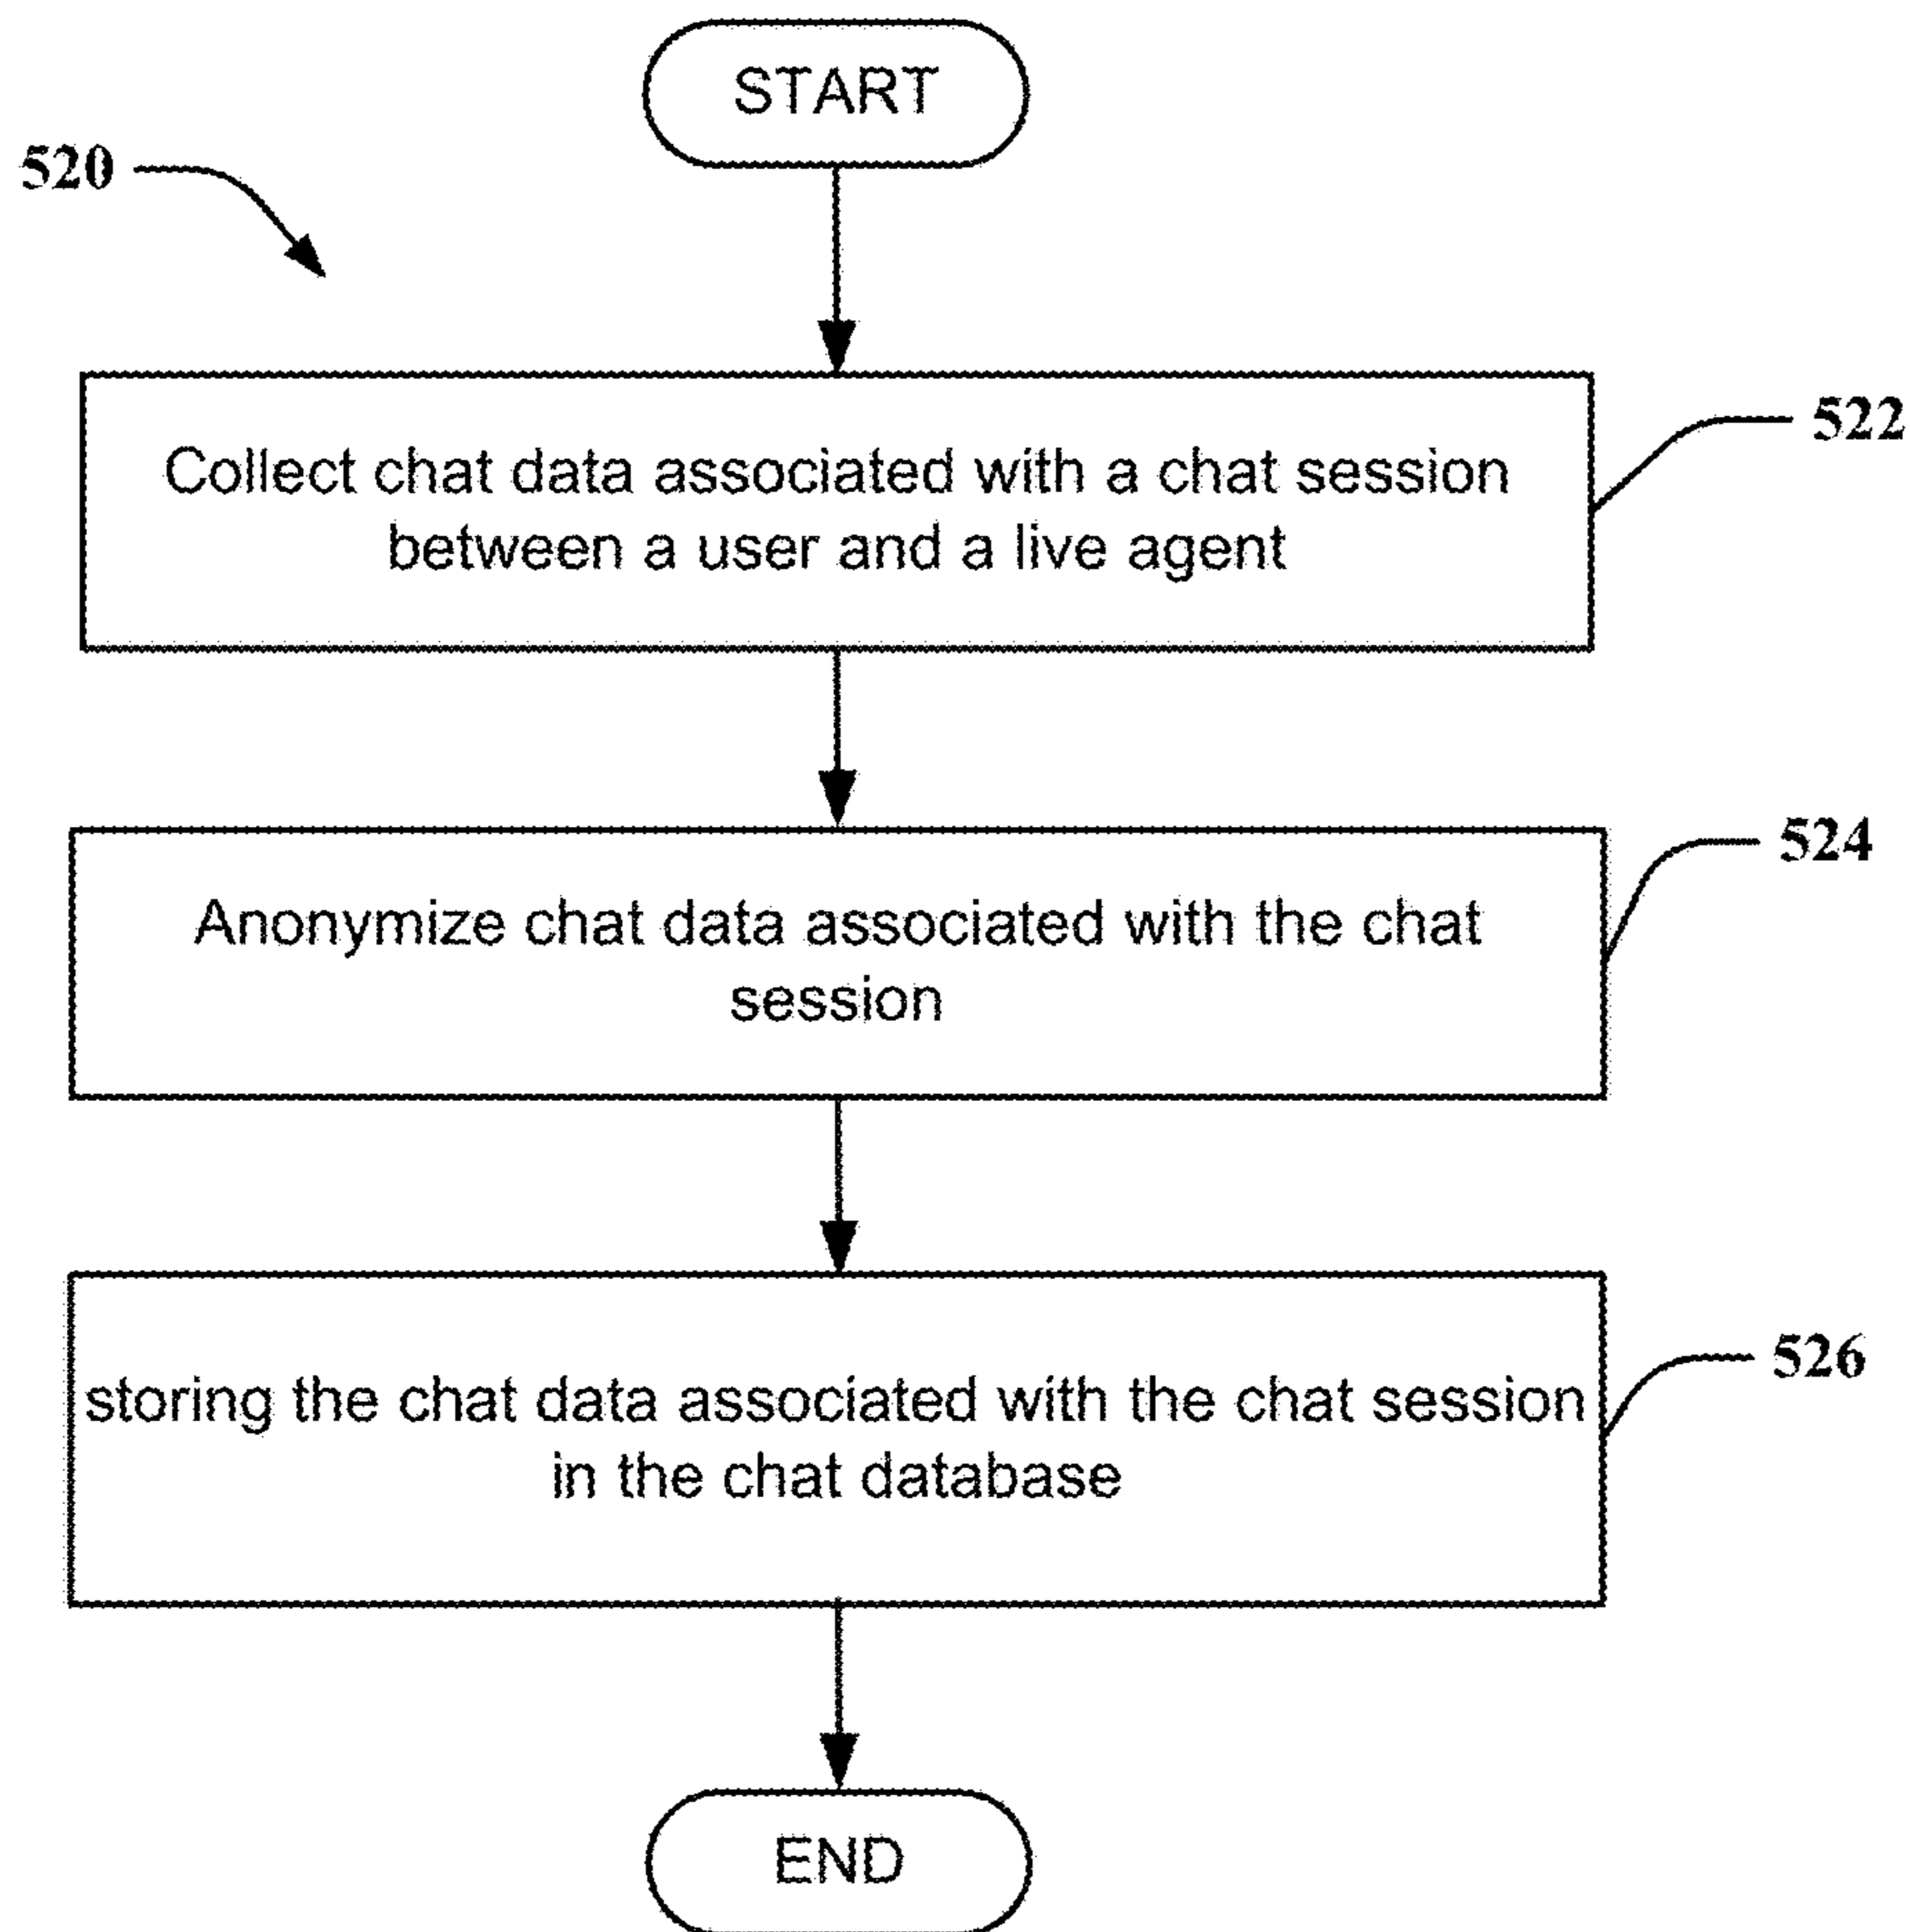 START
520
Collect chat data associated with a chat session
between a user and a live agent
522
Anonymize chat data associated with the chat
session
524
storing the chat data associated with the chat session
in the chat database
526
END